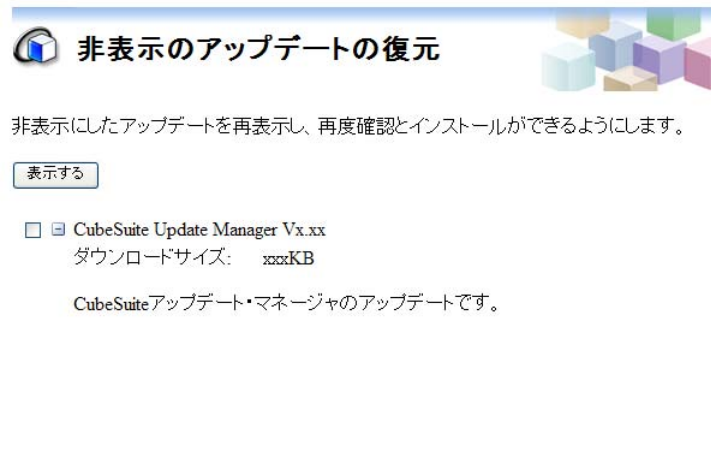 非表示のアップデートの復元
非表示にしたアップデートを再表示し、再度確認とインストールができるようにします。
表示する
CubeSuite Update Manager Vx.xx
ダウンロードサイズ: xxxKB
CubeSuiteアップデート・マネージャのアップデートです。